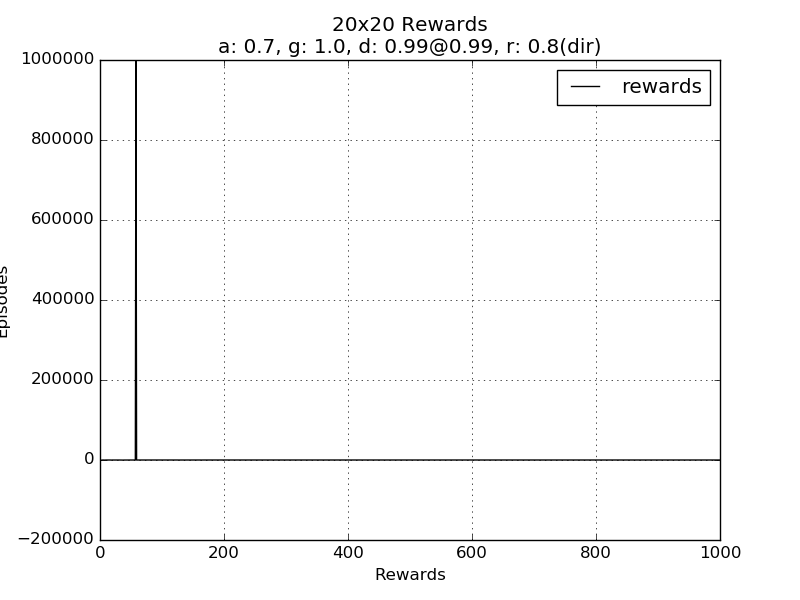 20x20 Rewards
a: 0.7, g: 1.0, d: 0.99@0.99, r: 0.8(dir)
rewards
1000000
800000
600000
400000
200000
0
−200000
Episodes
0 200 400 600 800 1000
Rewards